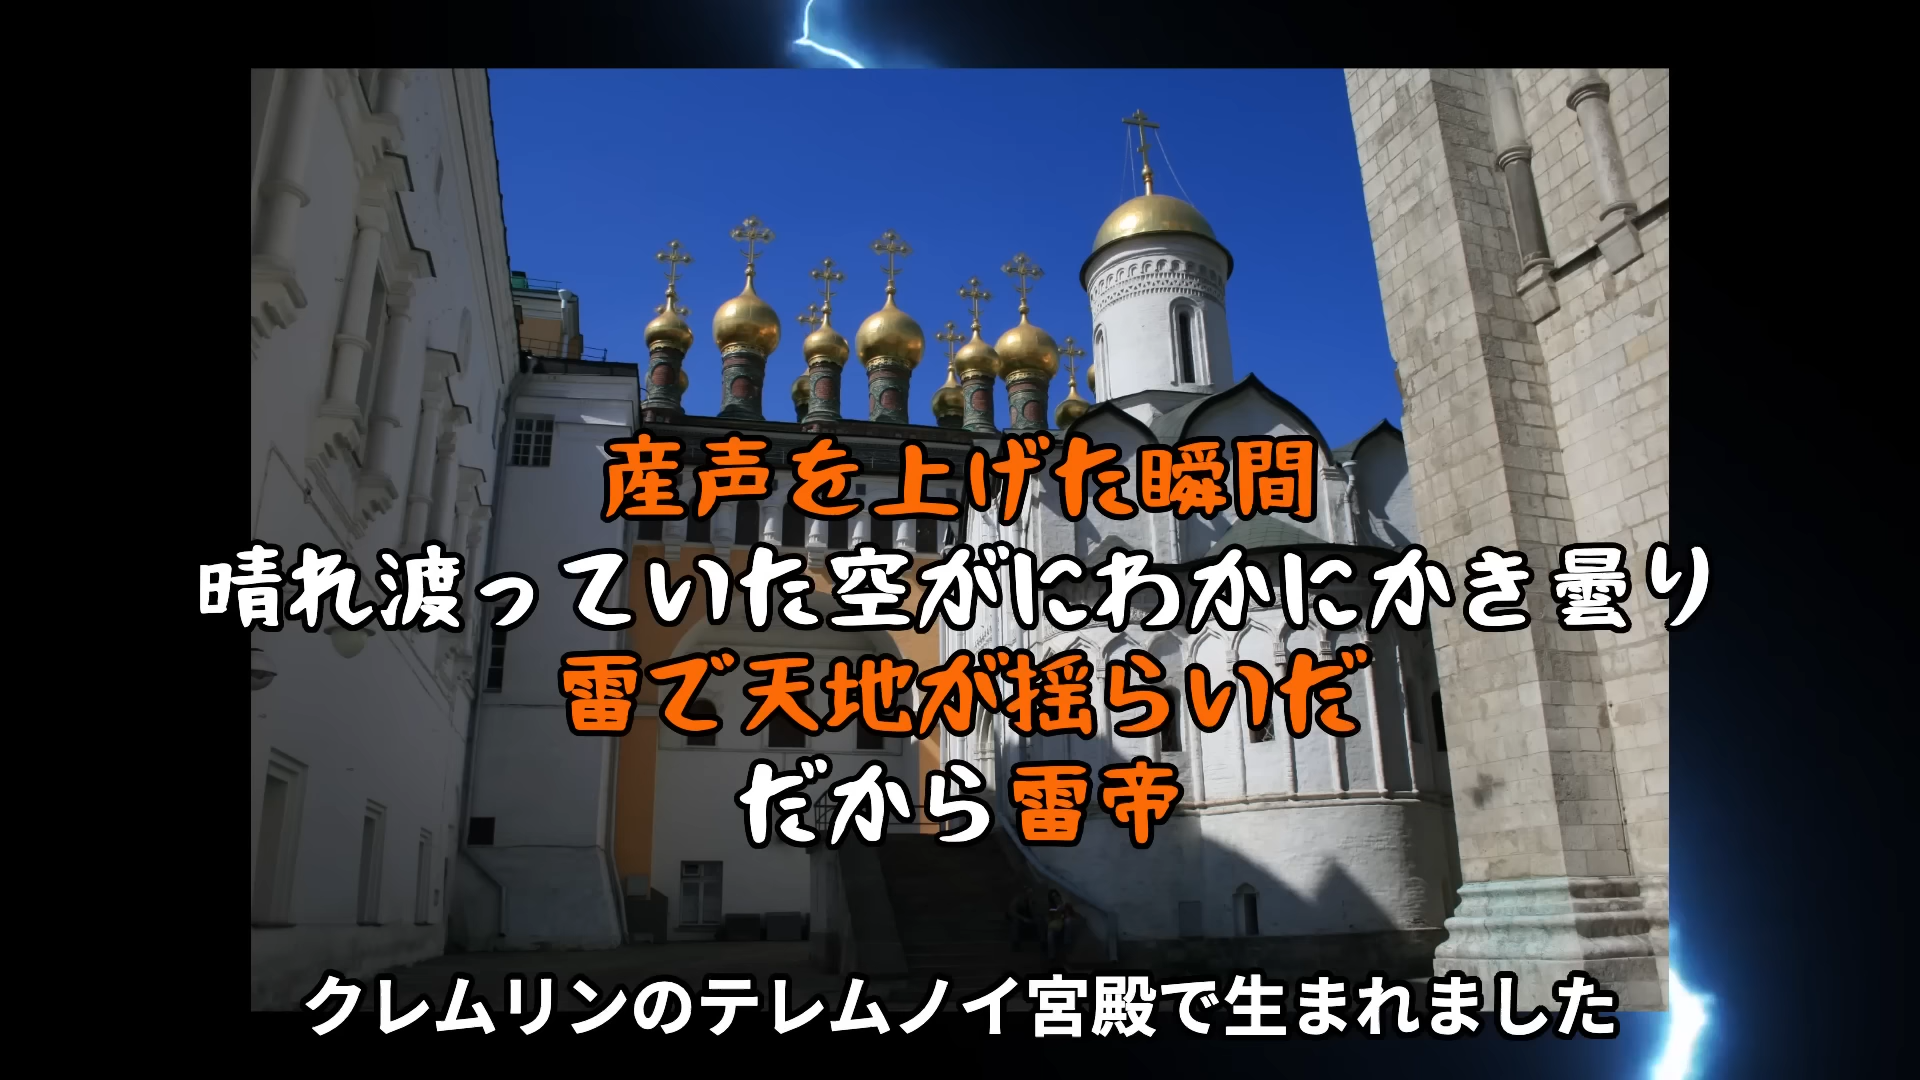 産声を上げた瞬間
晴れ渡っていた空がにわかにかき曇り
雷で天地が揺らいだ
だから雷帝
クレムリンのテレムノイ宮殿で生まれました